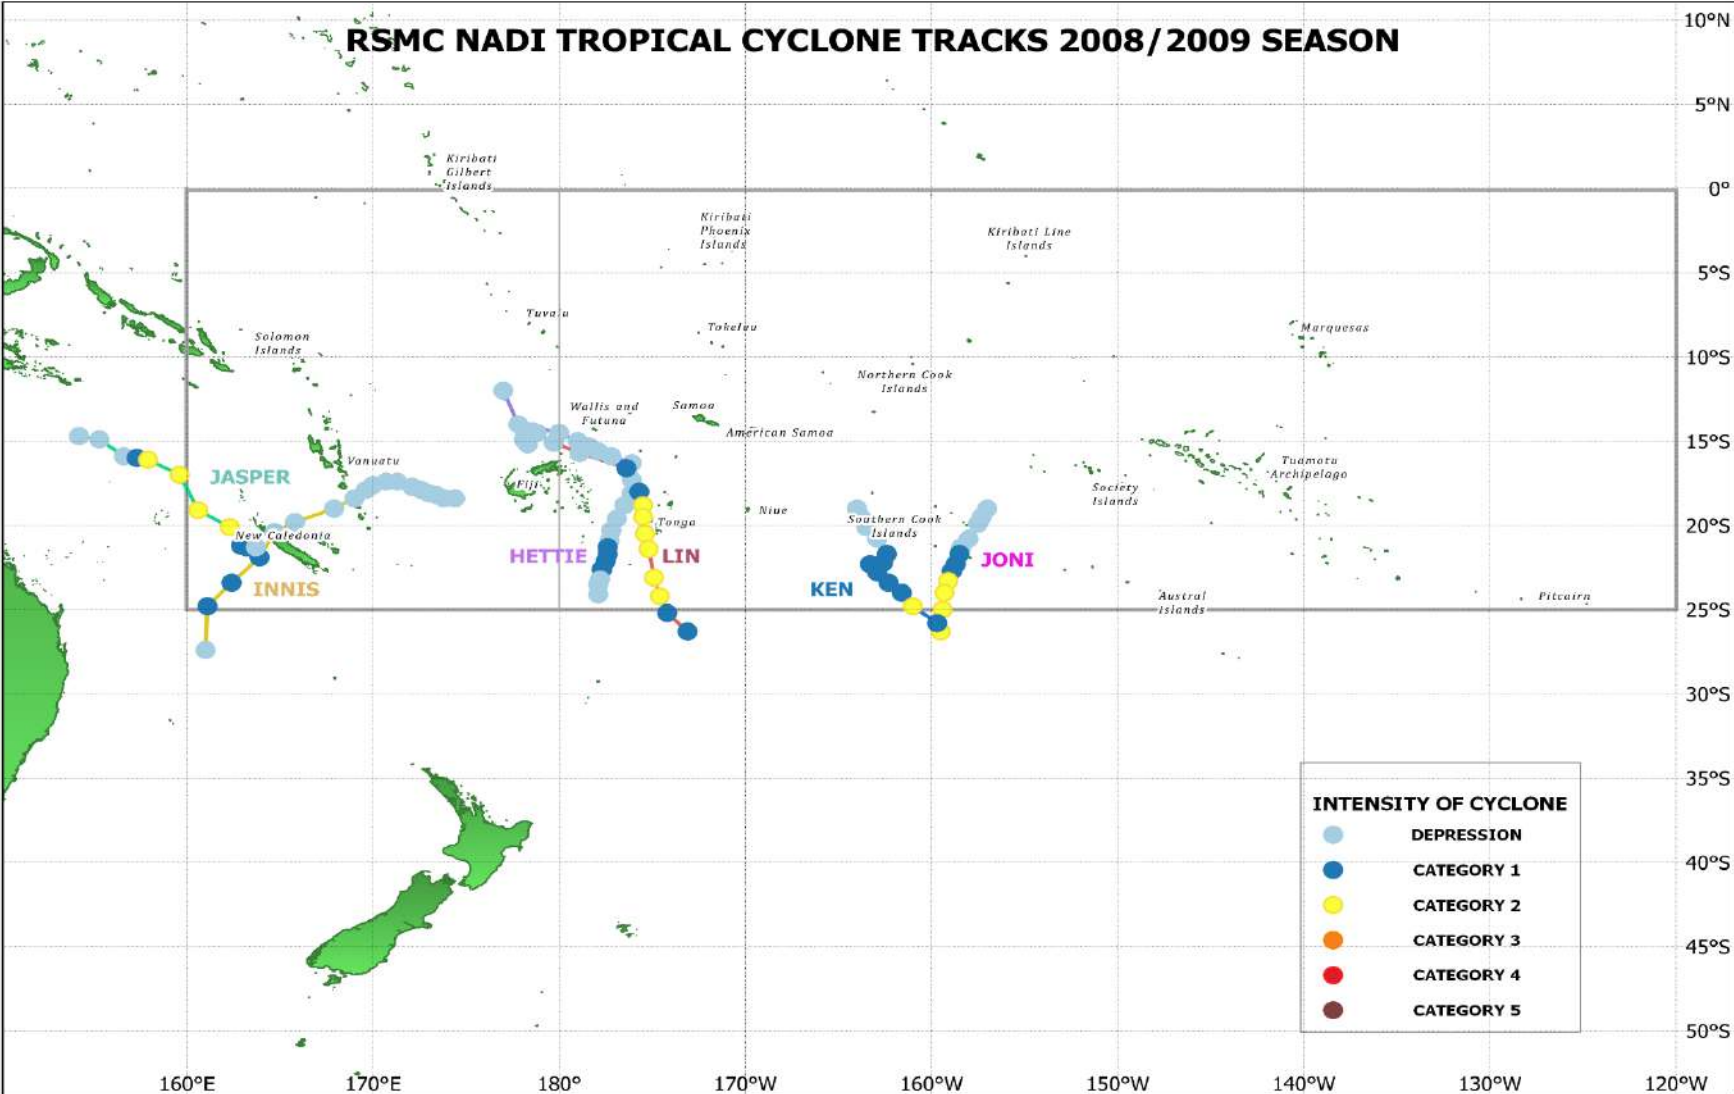 RSMC NADI TROPICAL CYCLONE TRACKS 2008/2009 SEASON
10°N
5°N
Kiribati
Gilbert
Islands
0°
Kiribati
Phoenix
Islands
Kiribati Line
Islands
5°S
Tuvalu
Tokelau
Marquesas
Solomon
Islands
10°S
Northern Cook
Islands
Wallis and
Futuna
Samoa
American Samoa
15°S
Vanuatu
JASPER
Fiji
Tuamotu
Archipelago
Society
Islands
Niue
Tonga
Southern Cook
Islands
20°S
New Caledonia
HETTIE
LIN
JONI
INNIS
KEN
Austral
Islands
Pitcairn
25°S
30°S
35°S
INTENSITY OF CYCLONE
DEPRESSION
40°S
CATEGORY 1
CATEGORY 2
CATEGORY 3
45°S
CATEGORY 4
CATEGORY 5
50°S
160°E
170°E
180°
170°W
160°W
150°W
140°W
130°W
120°W